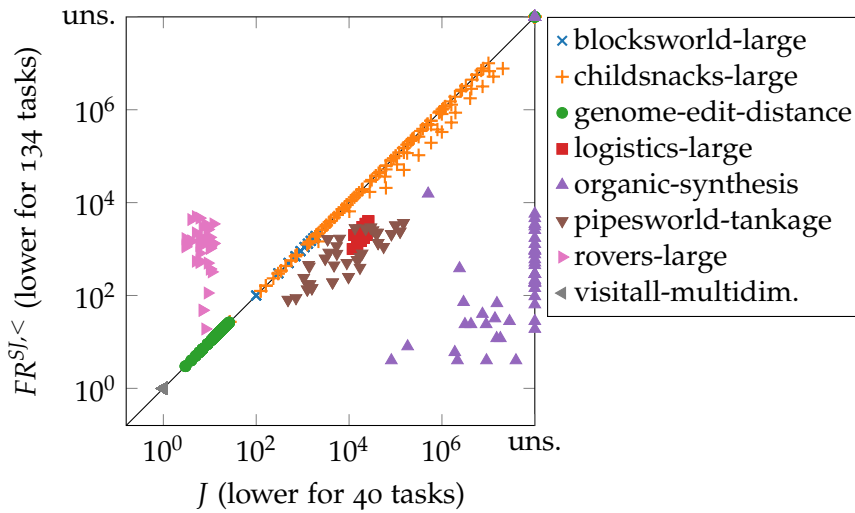 uns.
10^6
10^4
10^2
10^0
FR^{SJ,<} (lower for 134 tasks)
10^0 10^2 10^4 10^6 uns.
J (lower for 40 tasks)
blocksworld-large
childsnacks-large
genome-edit-distance
logistics-large
organic-synthesis
pipesworld-tankage
rovers-large
visitall-multidim.